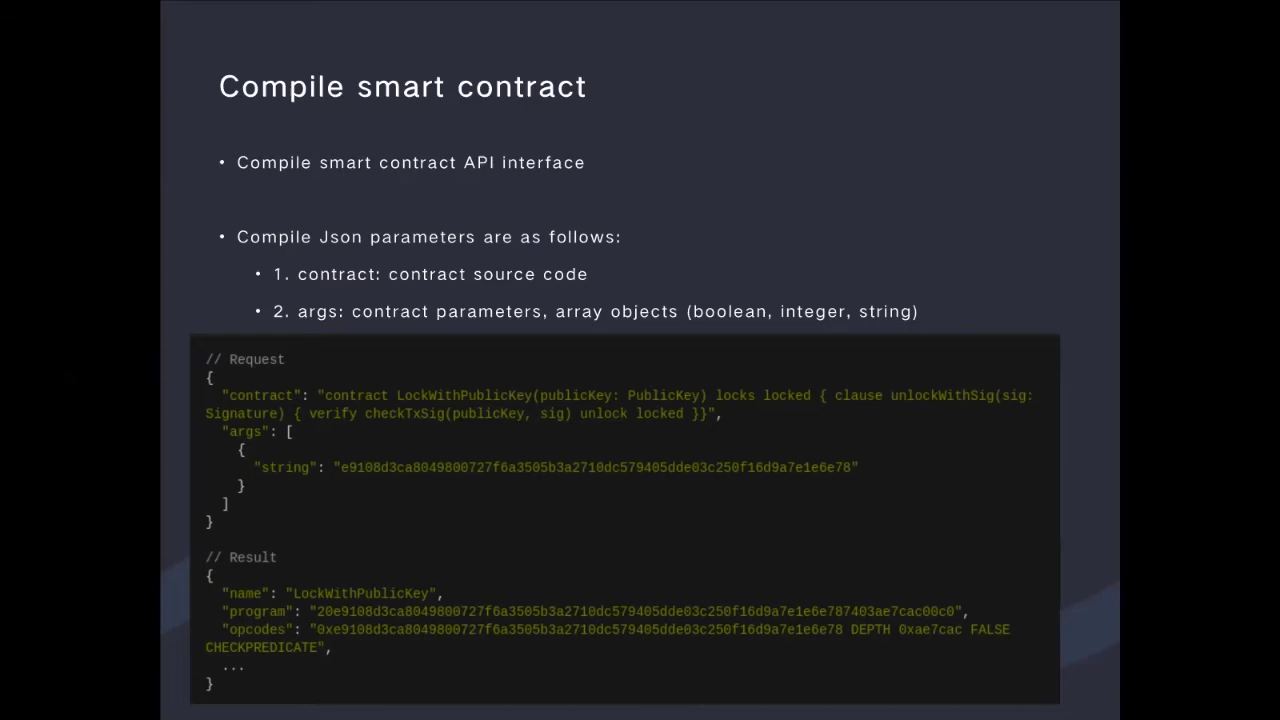 Compile smart contract
• Compile smart contract API interface
• Compile Json parameters are as follows:
• 1. contract: contract source code
• 2. args: contract parameters, array objects (boolean, integer, string)
// Request
{
"contract": "contract LockWithPublicKey(publicKey: PublicKey) locks locked { clause unlockWithSig(sig:
Signature) { verify checkTxSig(publicKey, sig) unlock locked }}",
"args": [
{
"string": "e9108d3ca8049800727f6a3505b3a2710dc579405dde03c250f16d9a7e1e6e78"
}
]
}
// Result
{
"name": "LockWithPublicKey",
"program": "20e9108d3ca8049800727f6a3505b3a2710dc579405dde03c250f16d9a7e1e6e787403ae7cac00c0",
"opcodes": "0xe9108d3ca8049800727f6a3505b3a2710dc579405dde03c250f16d9a7e1e6e78 DEPTH 0xae7cac FALSE
CHECKPREDICATE",
...
}